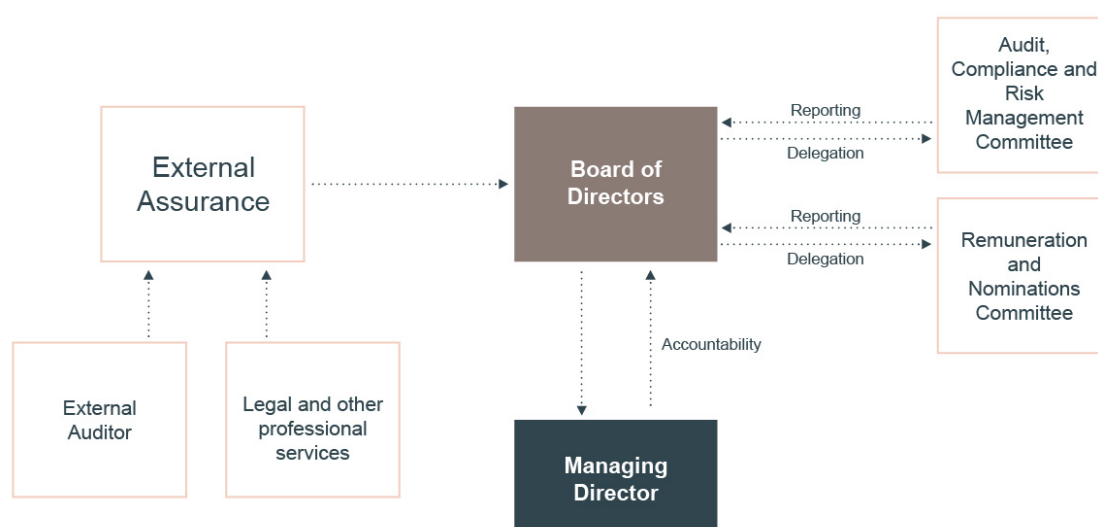 External
Assurance
External
Auditor
Legal and other
professional
services
Board of
Directors
Accountability
Managing
Director
Reporting
Delegation
Audit,
Compliance and
Risk
Management
Committee
Reporting
Delegation
Remuneration
and
Nominations
Committee